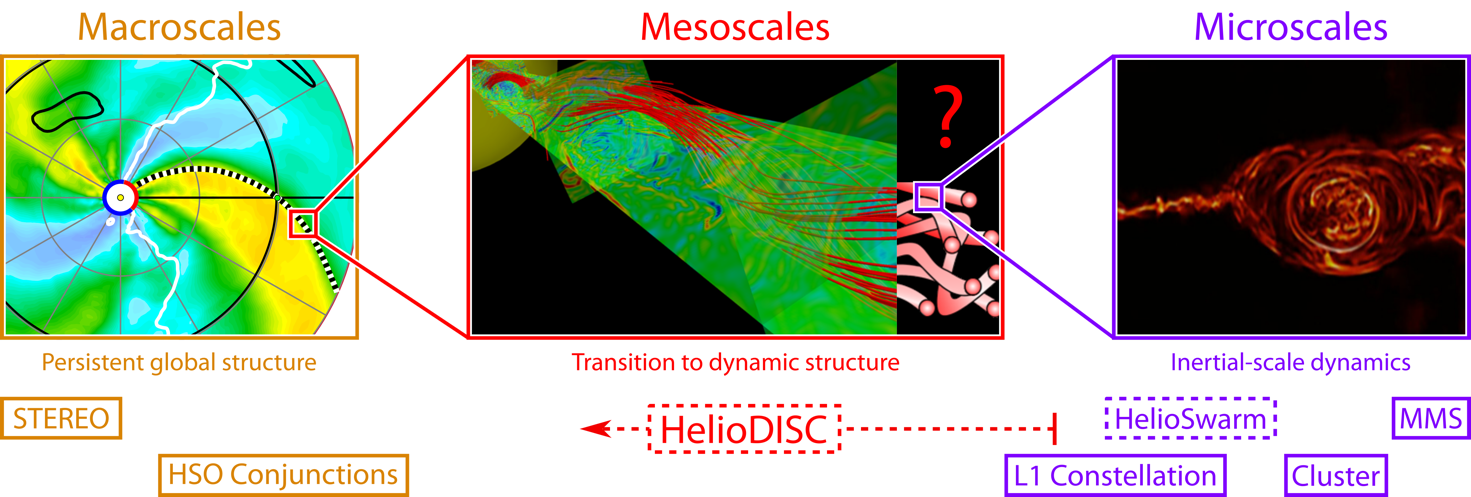 Macroscales
Mesoscales
Microscales
?
Persistent global structure
Transition to dynamic structure
Inertial-scale dynamics
STEREO
HelioDISC
HelioSwarm
MMS
HSO Conjunctions
L1 Constellation
Cluster